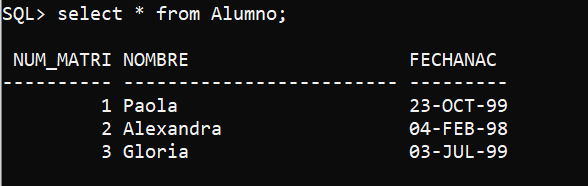 SQL> select * from Alumno;
NUM_MATRI NOMBRE FECHANAC
---------- ------------------------- ---------
1 Paola 23-OCT-99
2 Alexandra 04-FEB-98
3 Gloria 03-JUL-99